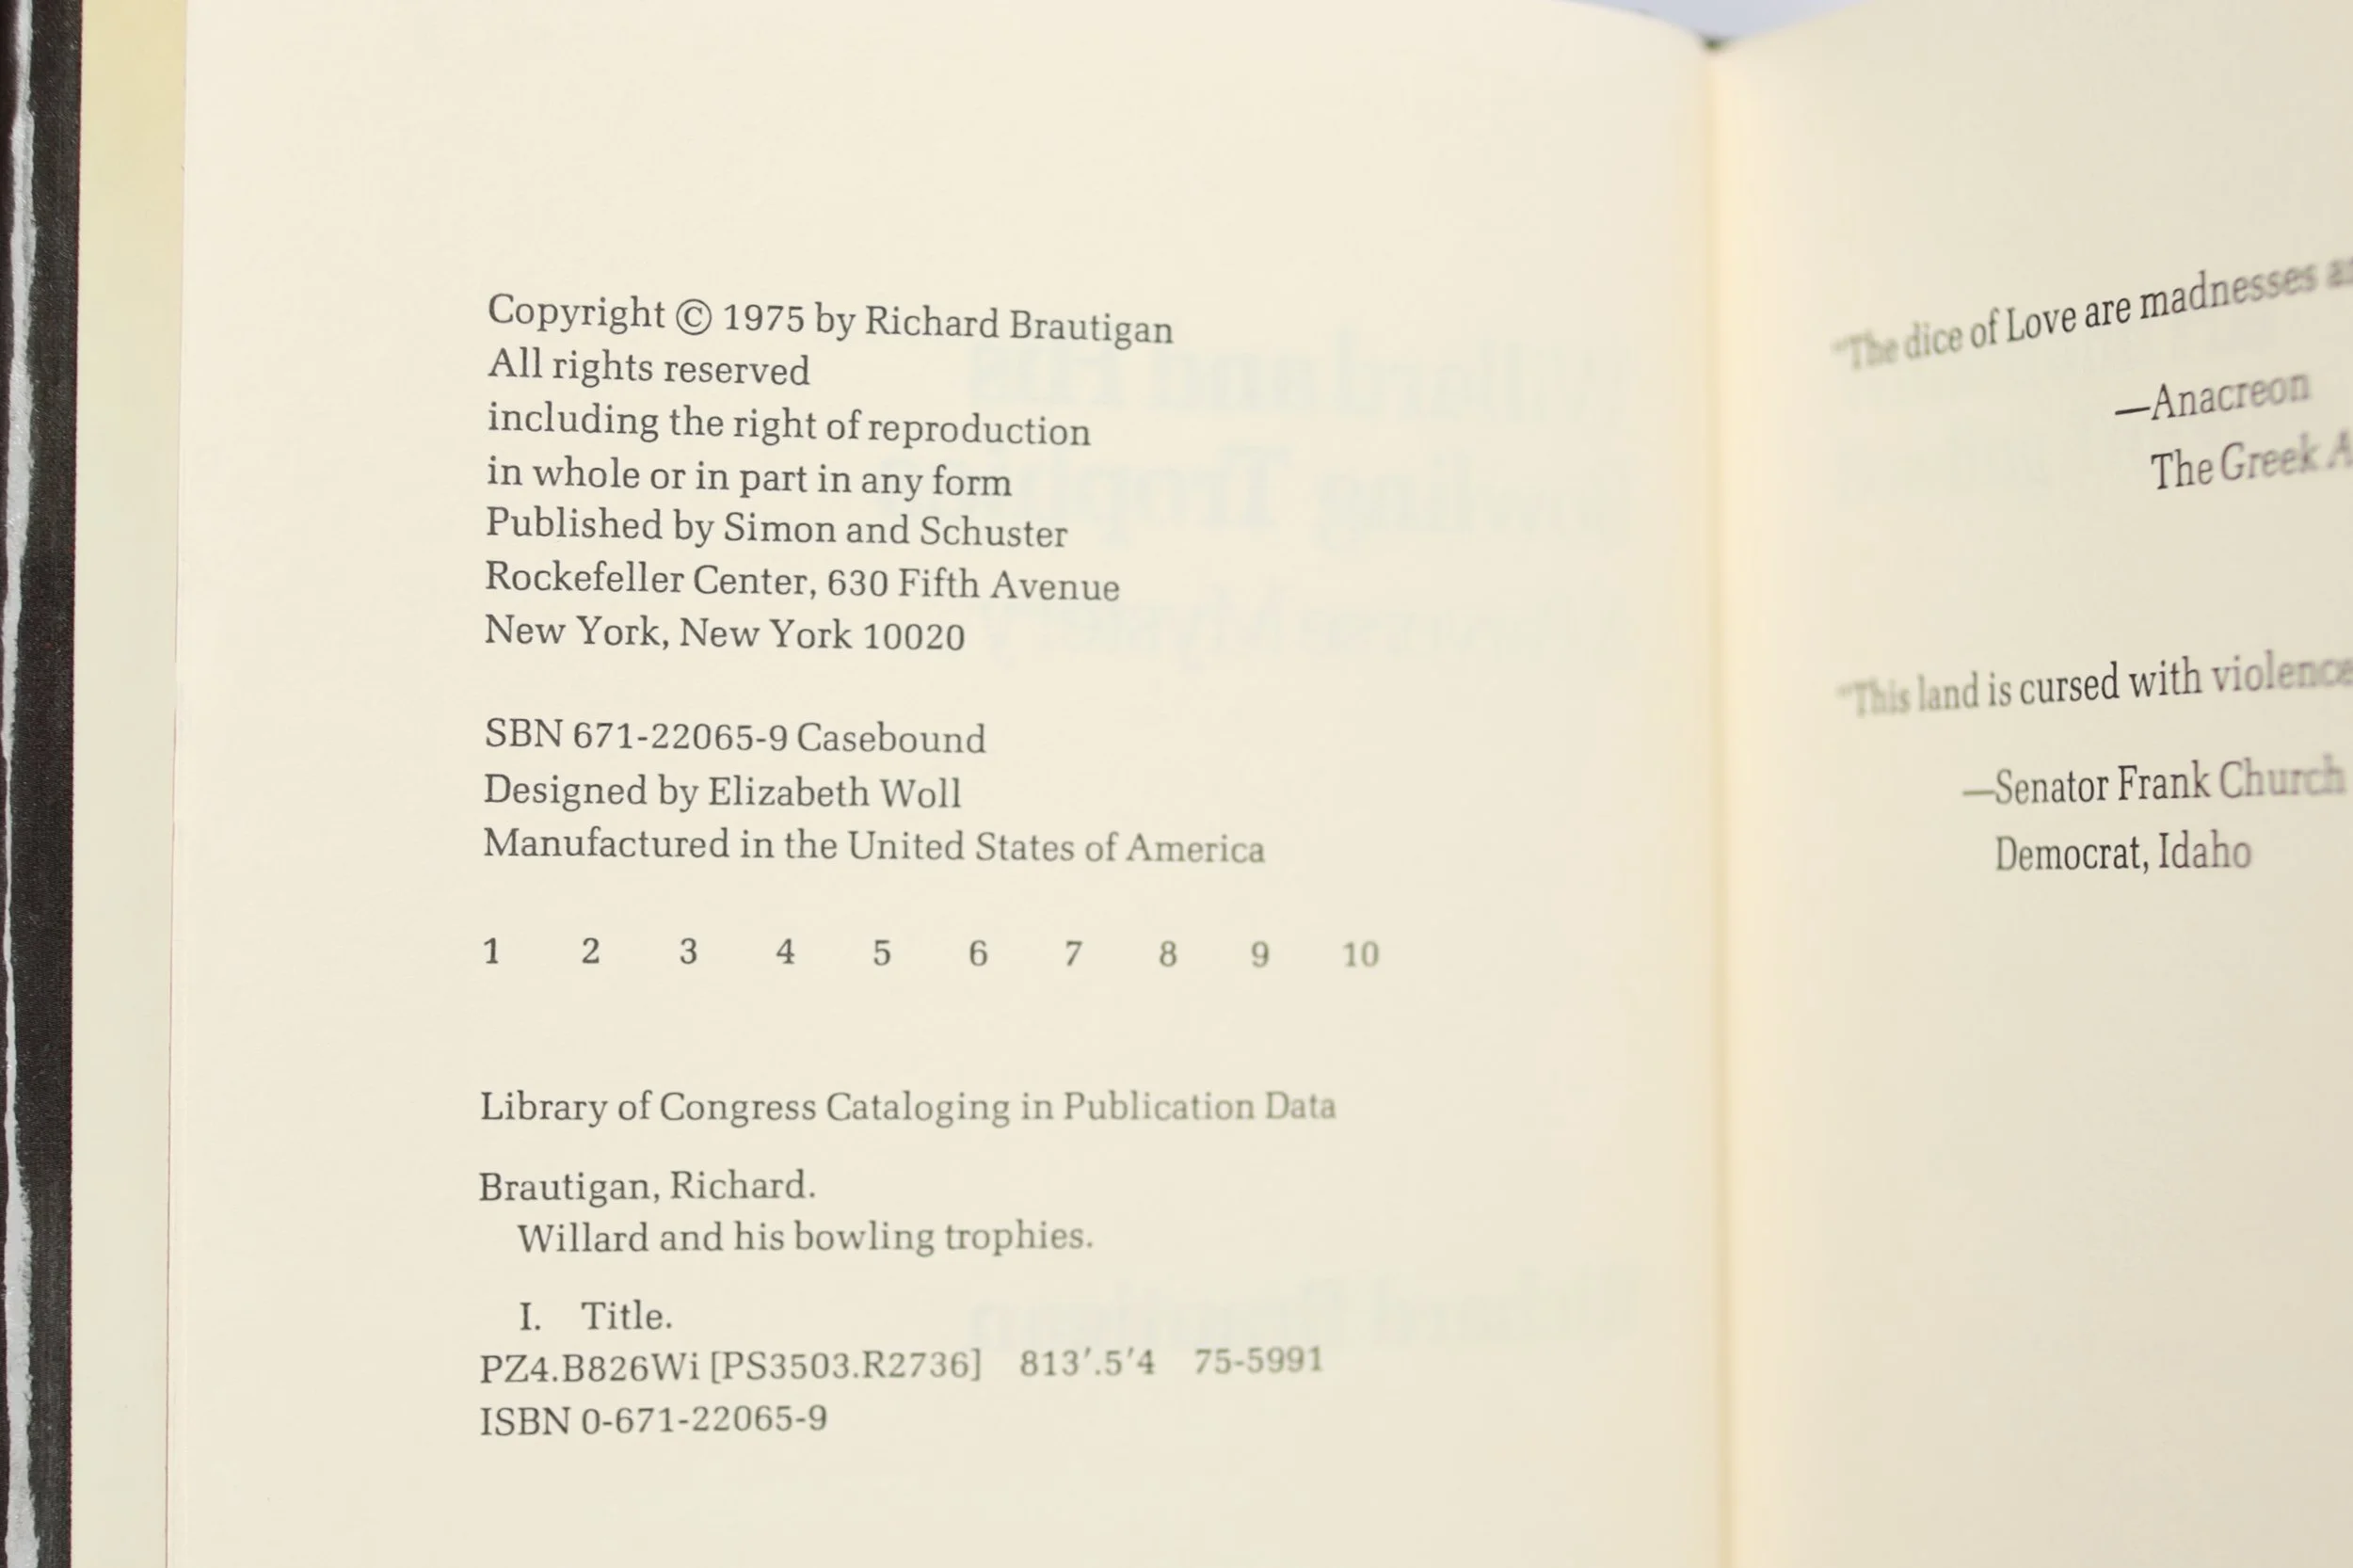 Copyright © 1975 by Richard Brautigan
All rights reserved
including the right of reproduction
in whole or in part in any form
Published by Simon and Schuster
Rockefeller Center, 630 Fifth Avenue
New York, New York 10020
SBN 671-22065-9 Casebound
Designed by Elizabeth Woll
Manufactured in the United States of America
1 2 3 4 5 6 7 8 9 10
Library of Congress Cataloging in Publication Data
Brautigan, Richard.
Willard and his bowling trophies.
I. Title.
PZ4.B826Wi [PS3503.R2736] 813′.5′4 75-5991
ISBN 0-671-22065-9
"The dice of Love are madnesses
—Anacreon
The Greek
"This land is cursed with violence
—Senator Frank Church
Democrat, Idaho